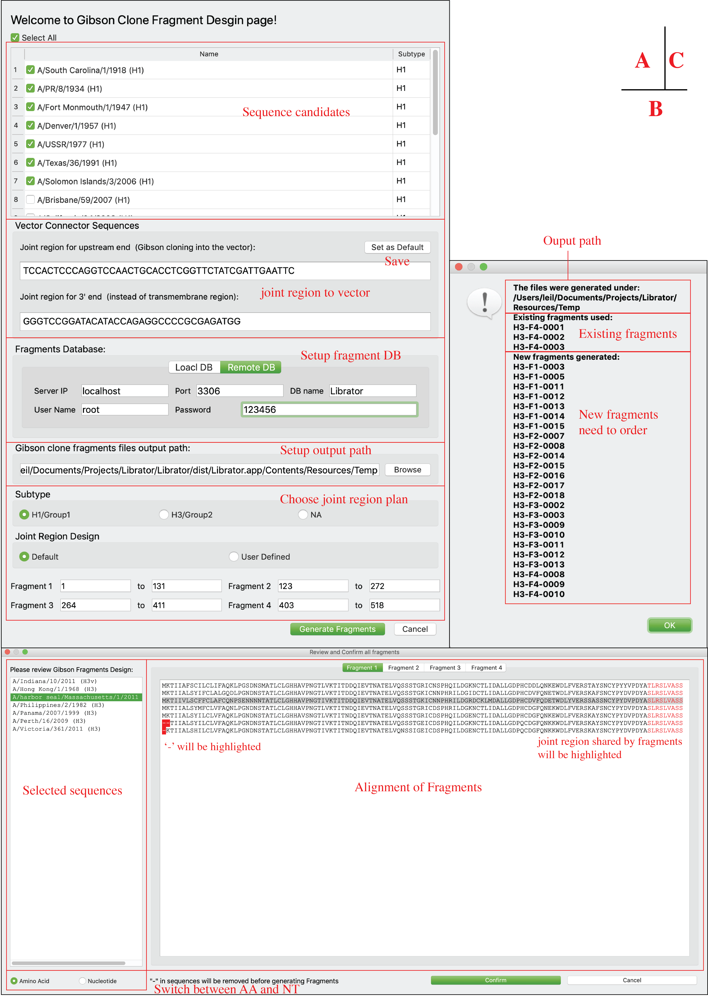 Welcome to Gibson Clone Fragment Desgin page!
Select All
Name Subtype
1 A/South Carolina/1/1918 (H1) H1
2 A/PR/8/1934 (H1) H1
3 A/Fort Monmouth/1/1947 (H1) H1
Sequence candidates
4 A/Denver/1/1957 (H1) H1
5 A/USSR/1977 (H1) H1
6 A/Texas/36/1991 (H1) H1
7 A/Solomon Islands/3/2006 (H1) H1
8 A/Brisbane/59/2007 (H1) H1
Vector Connector Sequences
Joint region for upstream end (Gibson cloning into the vector):
Set as Default
Save
TCCACTCCCAGGTCCAACTGCACCTCGGTTCTATCGATTGAATTC
joint region to vector
Joint region for 3' end (instead of transmembrane region):
GGGTCCGGATACATACCAGAGGCCCCGCGAGATGG
Fragments Database:
Setup fragment DB
Loacl DB Remote DB
Server IP localhost Port 3306 DB name Librator
User Name root Password 123456
Gibson clone fragments files output path:
Setup output path
eil/Documents/Projects/Librator/Librator/dist/Librator.app/Contents/Resources/Temp Browse
Subtype
Choose joint region plan
H1/Group1 H3/Group2 NA
Joint Region Design
Default User Defined
Fragment 1 1 to 131 Fragment 2 123 to 272
Fragment 3 264 to 411 Fragment 4 403 to 518
Generate Fragments Cancel
A C
B
Ouput path
The files were generated under:
/Users/leil/Documents/Projects/Librator/
Resources/Temp
Existing fragments used:
H3-F4-0001
H3-F4-0002
H3-F4-0003
Existing fragments
New fragments generated:
H3-F1-0003
H3-F1-0005
H3-F1-0011
H3-F1-0012
H3-F1-0013
H3-F1-0014
H3-F1-0015
H3-F2-0007
H3-F2-0008
H3-F2-0014
H3-F2-0015
H3-F2-0016
H3-F2-0017
H3-F2-0018
H3-F3-0002
H3-F3-0003
H3-F3-0009
H3-F3-0010
H3-F3-0011
H3-F3-0012
H3-F3-0013
H3-F4-0008
H3-F4-0009
H3-F4-0010
New fragments
need to order
OK
Review and Confirm all fragments
Please review Gibson Fragments Design:
A/Indiana/10/2011 (H3v)
A/Hong Kong/1/1968 (H3)
A/harbor seal/Massachusetts/1/2011
A/Philippines/2/1982 (H3)
A/Panama/2007/1999 (H3)
A/Perth/16/2009 (H3)
A/Victoria/361/2011 (H3)
Selected sequences
Fragment 1 Fragment 2 Fragment 3 Fragment 4
MKTIIAFSCILCLIFAQKLPGSDNSMATLCLGHHAVPNGTLVKTITDDQIEVTNATELVQSSSTGRICNSPHQILDGKNCTLIDALLGDPHCDDLQNKEWDLFVERSTAYSNCYPYYVPDYATLRSLVASS
MKTIIALSYIFCLALGQDLPGNDNSTATLCLGHHAVPNGTLVKTITDDQIEVTNATELVQSSSTGKICNNPHRILDGIDCTLIDALLGDPHCDVFQNETWDLFVERSKAFSNCYPYDVPDYASLRSLVASS
MKTIIVLSCFFCLAFCQNPSENNNNTATLCLGHHAVPNGTLVKTITDDQIEVTNATELVQSSSTGKICNNPHRILDGRDCKLMDALLGDPHCDVFQDETWDLYVERSSASSNCYPYDVPDYASLRSLVASS
MKTIIALSYMFCLVFAQNLPGNDNSTATLCLGHHAVPNGTLVKTITNDQIEVTNATELVQSSSTGRICDSPHRILDGKNCTLIDALLGDPHCDGFQNEKWDLFVERSKAFSNCYPYDVPDYASLRSLVASS
MKTIIALSYILCLVFAQKLPGNDNSTATLCLGHHAVSNGTLVKTITNDQIEVTNATELVQSSSTGRICDSPHQILDGENCTLIDALLGDPHCDGFQNKEWDLFVERSKAYSNCYPYDVPDYASLRSLVASS
--TIIALSYILCLVFAQKLPGNDNSTATLCLGHHAVPNGTIVKTITNDQIEVTNATELVQSSSTGEICDSPHQILDGENCTLIDALLGDPQCDGFQNKKWDLFVERSKAYSNCYPYDVPDYASLRSLVASS
-KTIIALSHILCLVFAQKLPGNDNSTATLCLGHHAVPNGTIVKTITNDQIEVTNATELVQNSSIGEICDSPHQILDGENCTLIDALLGDPQCDGFQNKKWDLFVERSKAYSNCYPYDVPDYASLRSLVASS
‘-’ will be highlighted
joint region shared by fragments
will be highlighted
Alignment of Fragments
Amino Acid Nucleotide
"-" in sequences will be removed before generating Fragments
Confirm Cancel
Switch between AA and NT